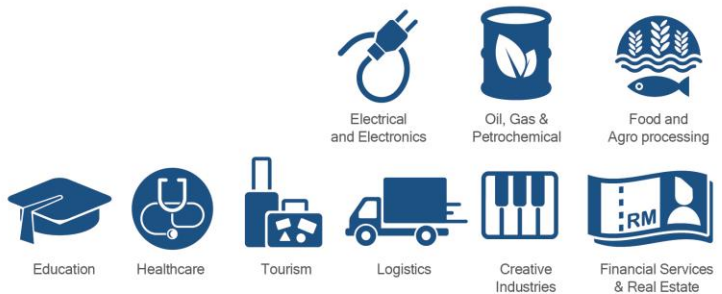 Electrical
and Electronics
Oil, Gas &
Petrochemical
Food and
Agro processing
RM
Education
Healthcare
Tourism
Logistics
Creative
Industries
Financial Services
& Real Estate